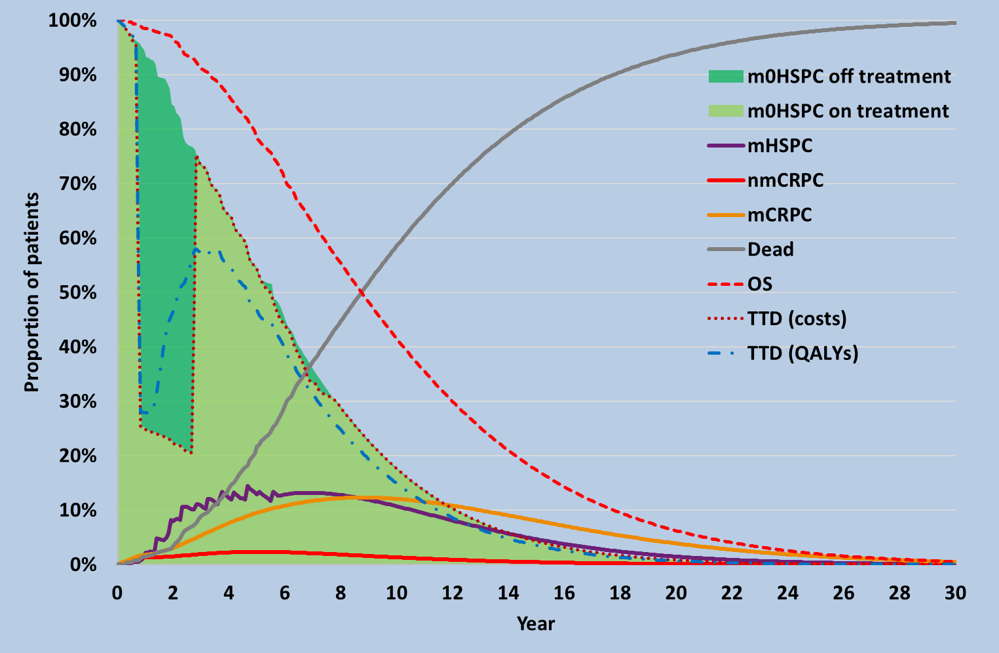 100%
90%
80%
70%
60%
50%
40%
30%
20%
10%
0%
Proportion of patients
0 2 4 6 8 10 12 14 16 18 20 22 24 26 28 30
Year
m0HSPC off treatment
m0HSPC on treatment
mHSPC
nmCRPC
mCRPC
Dead
OS
TTD (costs)
TTD (QALYs)